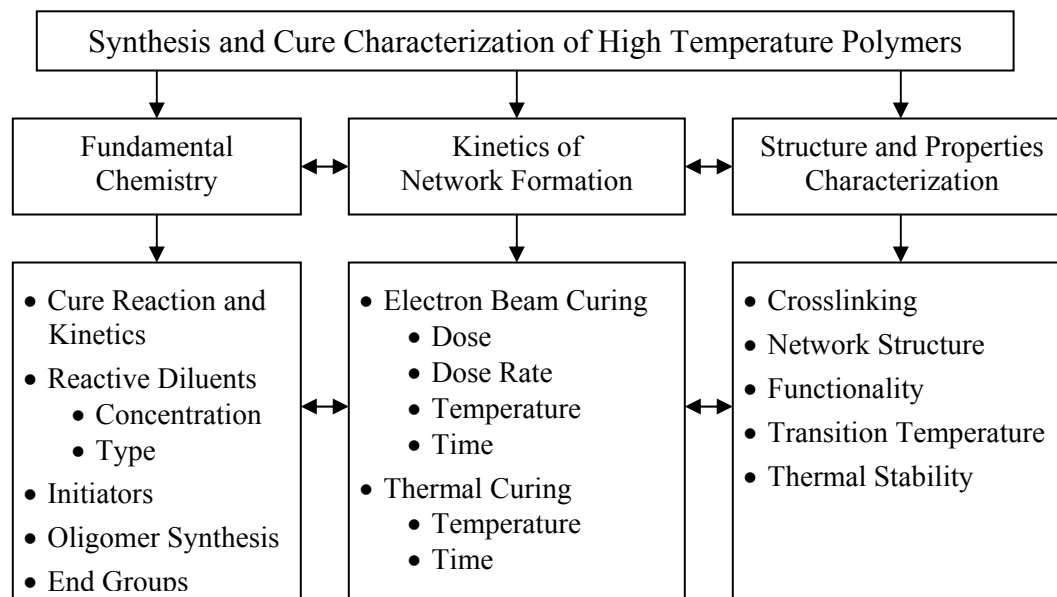 Synthesis and Cure Characterization of High Temperature Polymers
Fundamental
Chemistry
Kinetics of
Network Formation
Structure and Properties
Characterization
• Cure Reaction and
Kinetics
• Reactive Diluents
• Concentration
• Type
• Initiators
• Oligomer Synthesis
• End Groups
• Electron Beam Curing
• Dose
• Dose Rate
• Temperature
• Time
• Thermal Curing
• Temperature
• Time
• Crosslinking
• Network Structure
• Functionality
• Transition Temperature
• Thermal Stability